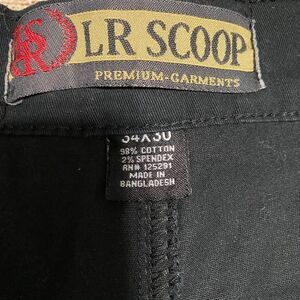 LR SCOOP
PREMIUM-GARMENTS
34X30
98% COTTON
2% SPENDEX
RN# 125291
MADE IN
BANGLADESH